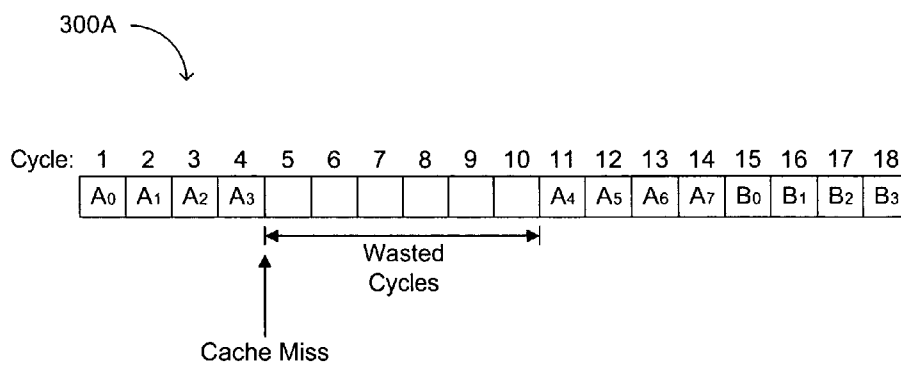 300A
Cycle: 1 2 3 4 5 6 7 8 9 10 11 12 13 14 15 16 17 18
A0 A1 A2 A3 A4 A5 A6 A7 B0 B1 B2 B3
Wasted
Cycles
Cache Miss